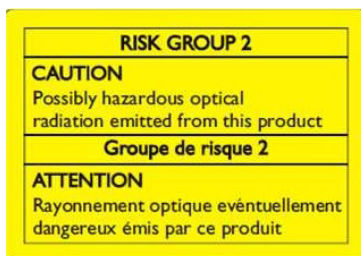 RISK GROUP 2
CAUTION
Possibly hazardous optical
radiation emitted from this product
Groupe de risque 2
ATTENTION
Rayonnement optique evéntuellement
dangereux émis par ce produit